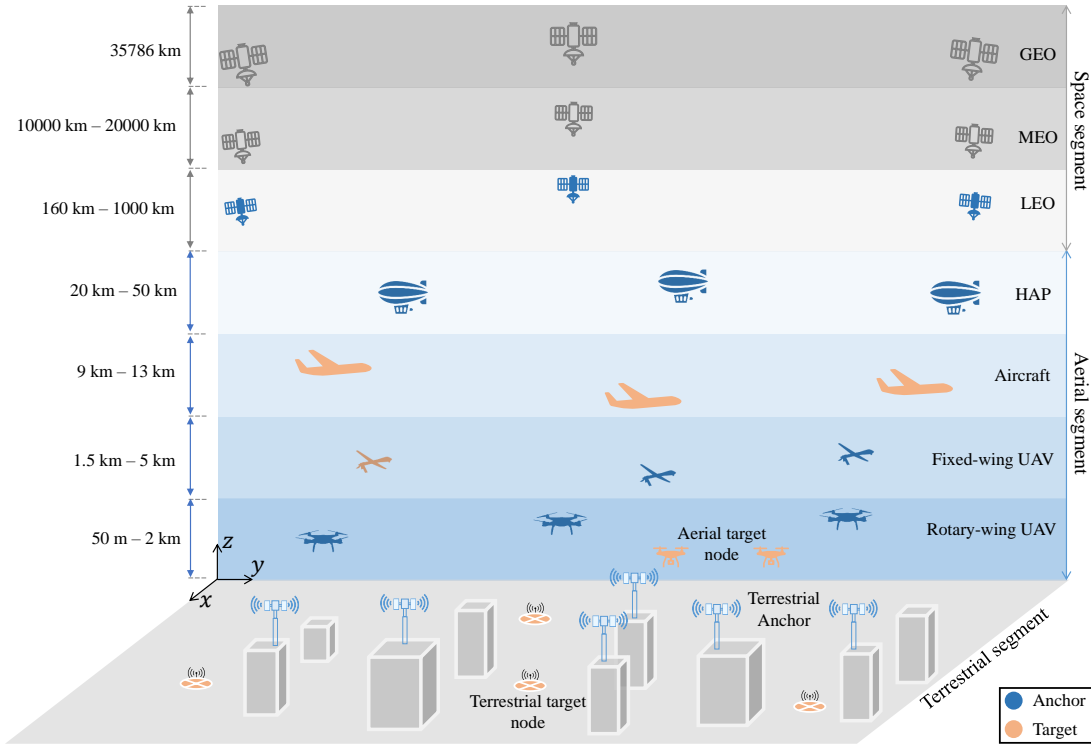 35786 km
GEO
10000 km – 20000 km
MEO
160 km – 1000 km
LEO
Space segment
20 km – 50 km
HAP
9 km – 13 km
Aircraft
1.5 km – 5 km
Fixed-wing UAV
50 m – 2 km
Rotary-wing UAV
Aerial target
node
Aerial segment
z
y
x
Terrestrial
Anchor
Terrestrial target
node
Terrestrial segment
Anchor
Target